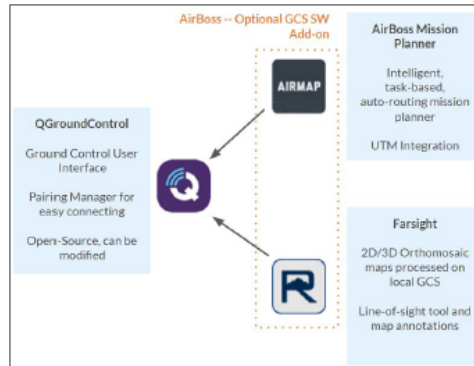 AirBoss -- Optional GCS SW
Add-on
AirBoss Mission
Planner
Intelligent,
task-based,
auto-routing mission
planner
UTM Integration
AIRMAP
QGroundControl
Ground Control User
Interface
Pairing Manager for
easy connecting
Open-Source, can be
modified
Q
Farsight
2D/3D Orthomosaic
maps processed on
local GCS
Line-of-sight tool and
map annotations
R